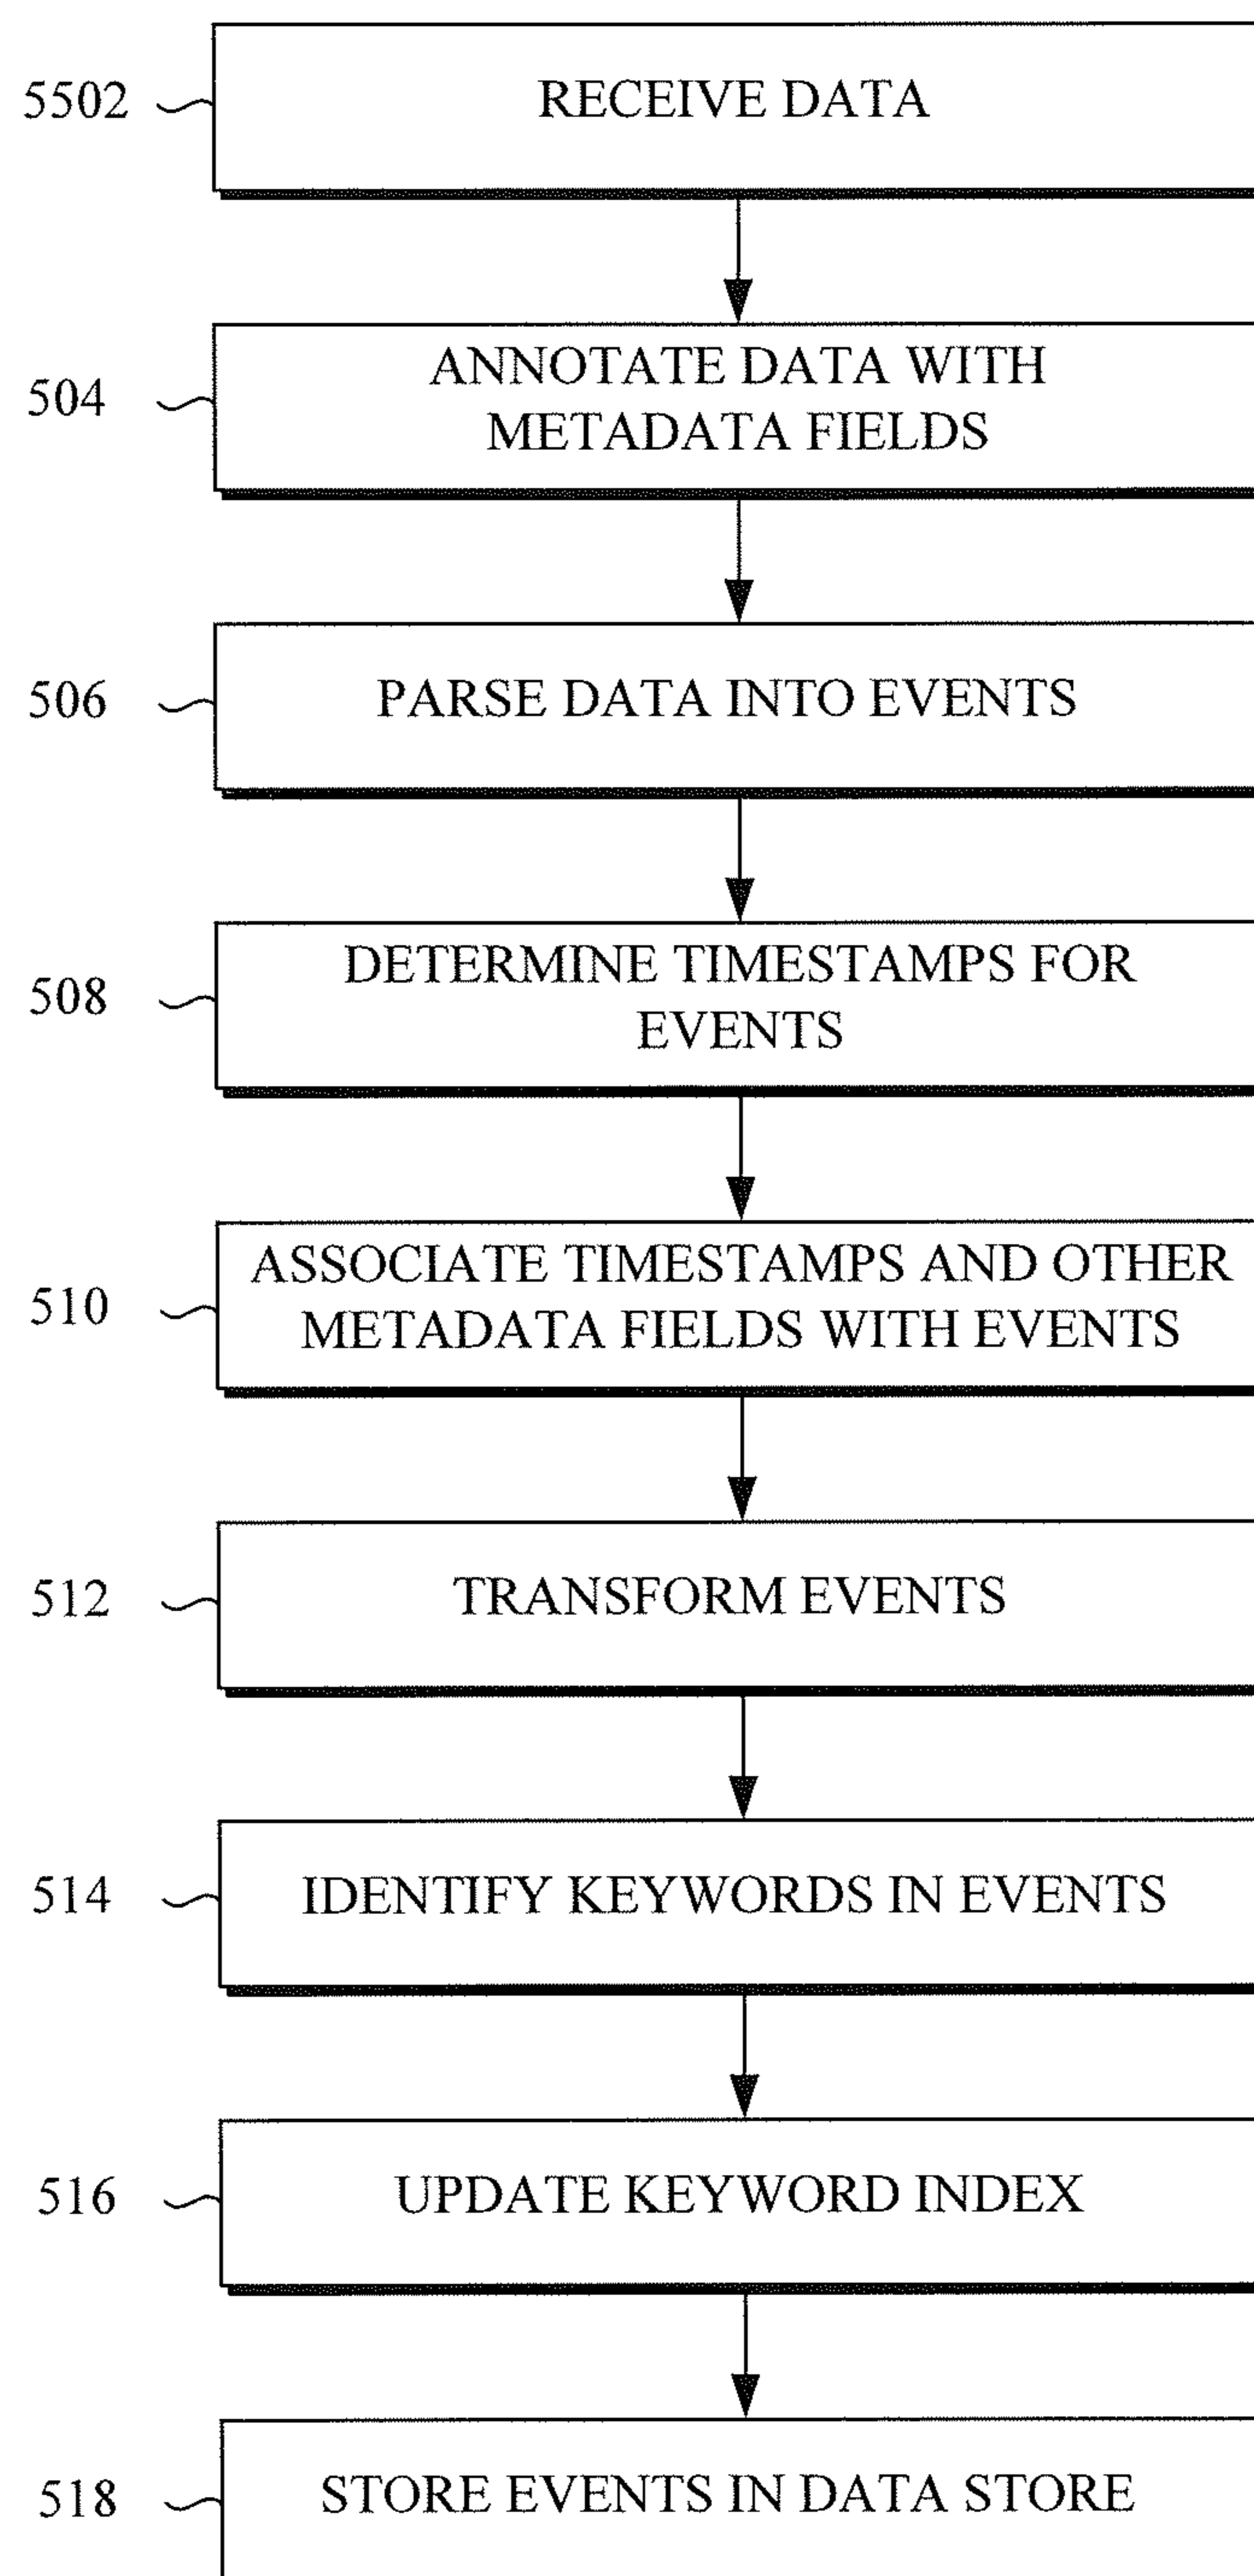 5502
RECEIVE DATA
504
ANNOTATE DATA WITH
METADATA FIELDS
506
PARSE DATA INTO EVENTS
508
DETERMINE TIMESTAMPS FOR
EVENTS
510
ASSOCIATE TIMESTAMPS AND OTHER
METADATA FIELDS WITH EVENTS
512
TRANSFORM EVENTS
514
IDENTIFY KEYWORDS IN EVENTS
516
UPDATE KEYWORD INDEX
518
STORE EVENTS IN DATA STORE